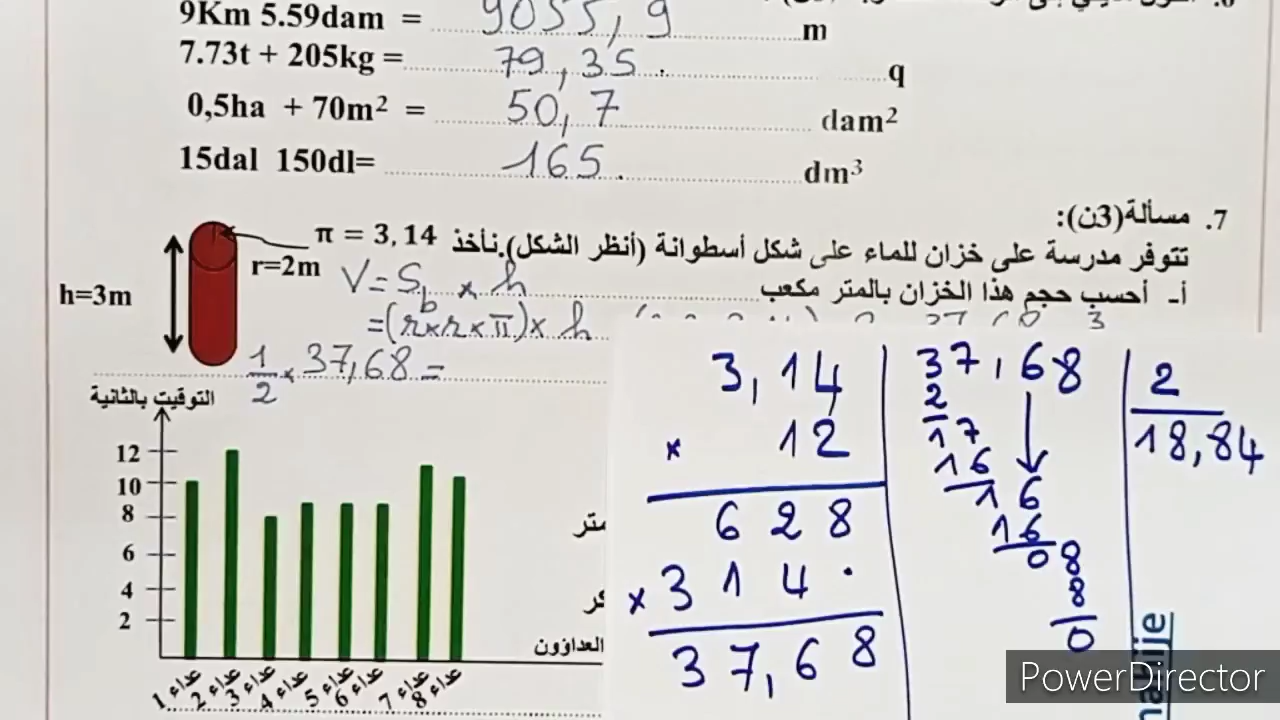 9Km 5.59dam = 9055,9 m
7.73t + 205kg = 79,35 q
0,5ha + 70m² = 50,7 dam²
15dal 150dl= 165 dm³
7. مسألة(3ن):
تتوفر مدرسة على خزان للماء على شكل أسطوانة (أنظر الشكل).نأخذ π = 3,14
أ- أحسب حجم هذا الخزان بالمتر مكعب
r=2m
h=3m
V = Sb × h
=(r×r×π)× h
1/2 × 37,68 =
التوقيت بالثانية
12
10
8
6
4
2
عداء 1
عداء 2
عداء 3
عداء 4
عداء 5
عداء 6
عداء 7
عداء 8
العداؤون
متر
3,14
× 12
628
× 314.
37,68
37,68 | 2
18,84
2
17
16
16
16
08
8
0
PowerDirector